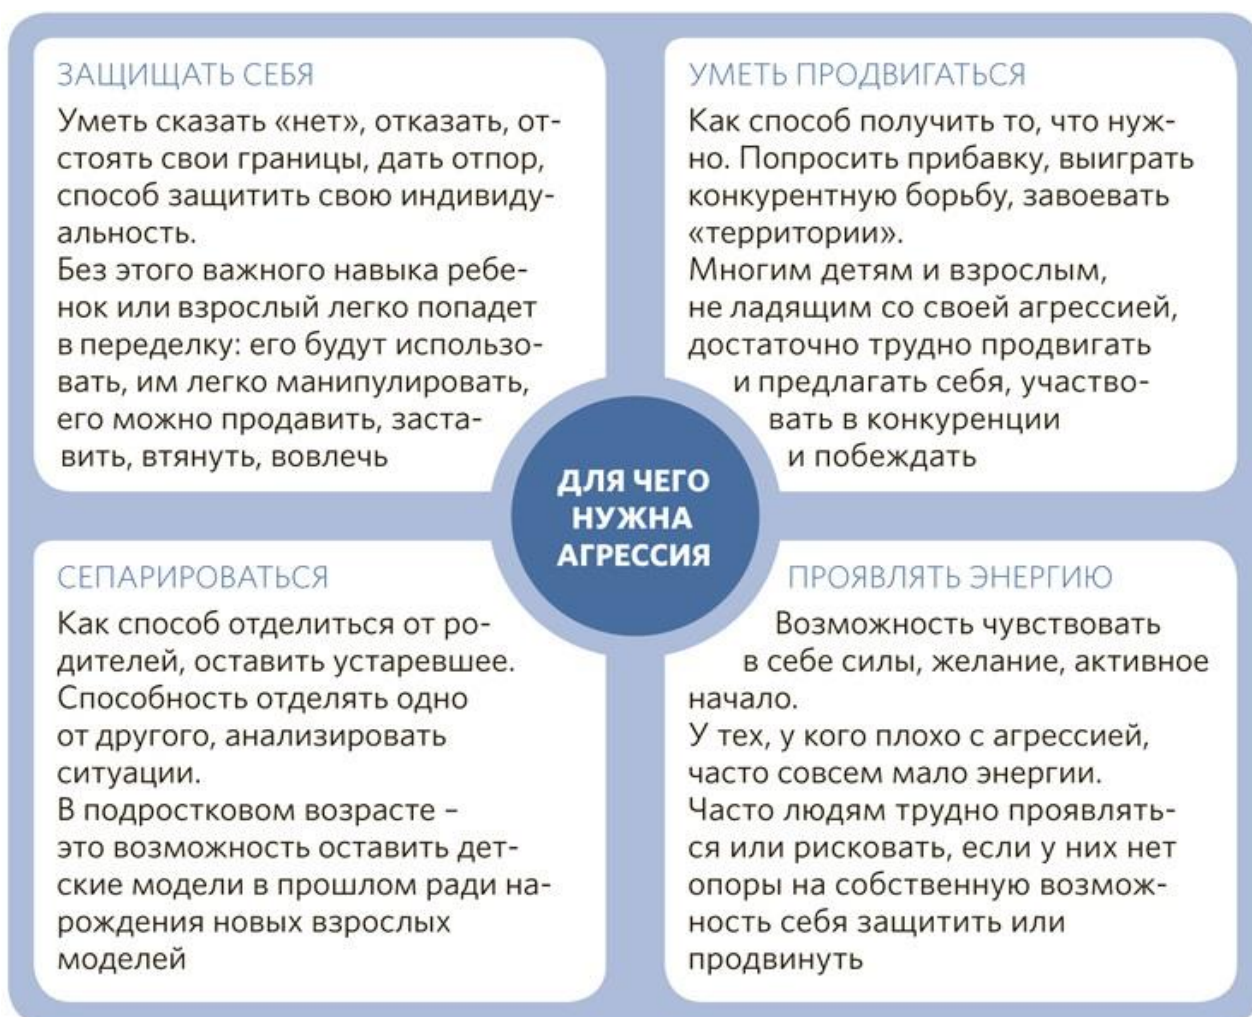 ЗАЩИЩАТЬ СЕБЯ
Уметь сказать «нет», отказать, от-
стоять свои границы, дать отпор,
способ защитить свою индивиду-
альность.
Без этого важного навыка ребе-
нок или взрослый легко попадет
в переделку: его будут использо-
вать, им легко манипулировать,
его можно продавить, заста-
вить, втянуть, вовлечь
УМЕТЬ ПРОДВИГАТЬСЯ
Как способ получить то, что нуж-
но. Попросить прибавку, выиграть
конкурентную борьбу, завоевать
«территории».
Многим детям и взрослым,
не ладящим со своей агрессией,
достаточно трудно продвигать
и предлагать себя, участво-
вать в конкуренции
и побеждать
ДЛЯ ЧЕГО
НУЖНА
АГРЕССИЯ
СЕПАРИРОВАТЬСЯ
Как способ отделиться от ро-
дителей, оставить устаревшее.
Способность отделять одно
от другого, анализировать
ситуации.
В подростковом возрасте –
это возможность оставить дет-
ские модели в прошлом ради на-
рождения новых взрослых
моделей
ПРОЯВЛЯТЬ ЭНЕРГИЮ
Возможность чувствовать
в себе силы, желание, активное
начало.
У тех, у кого плохо с агрессией,
часто совсем мало энергии.
Часто людям трудно проявлять-
ся или рисковать, если у них нет
опоры на собственную возмож-
ность себя защитить или
продвинуть